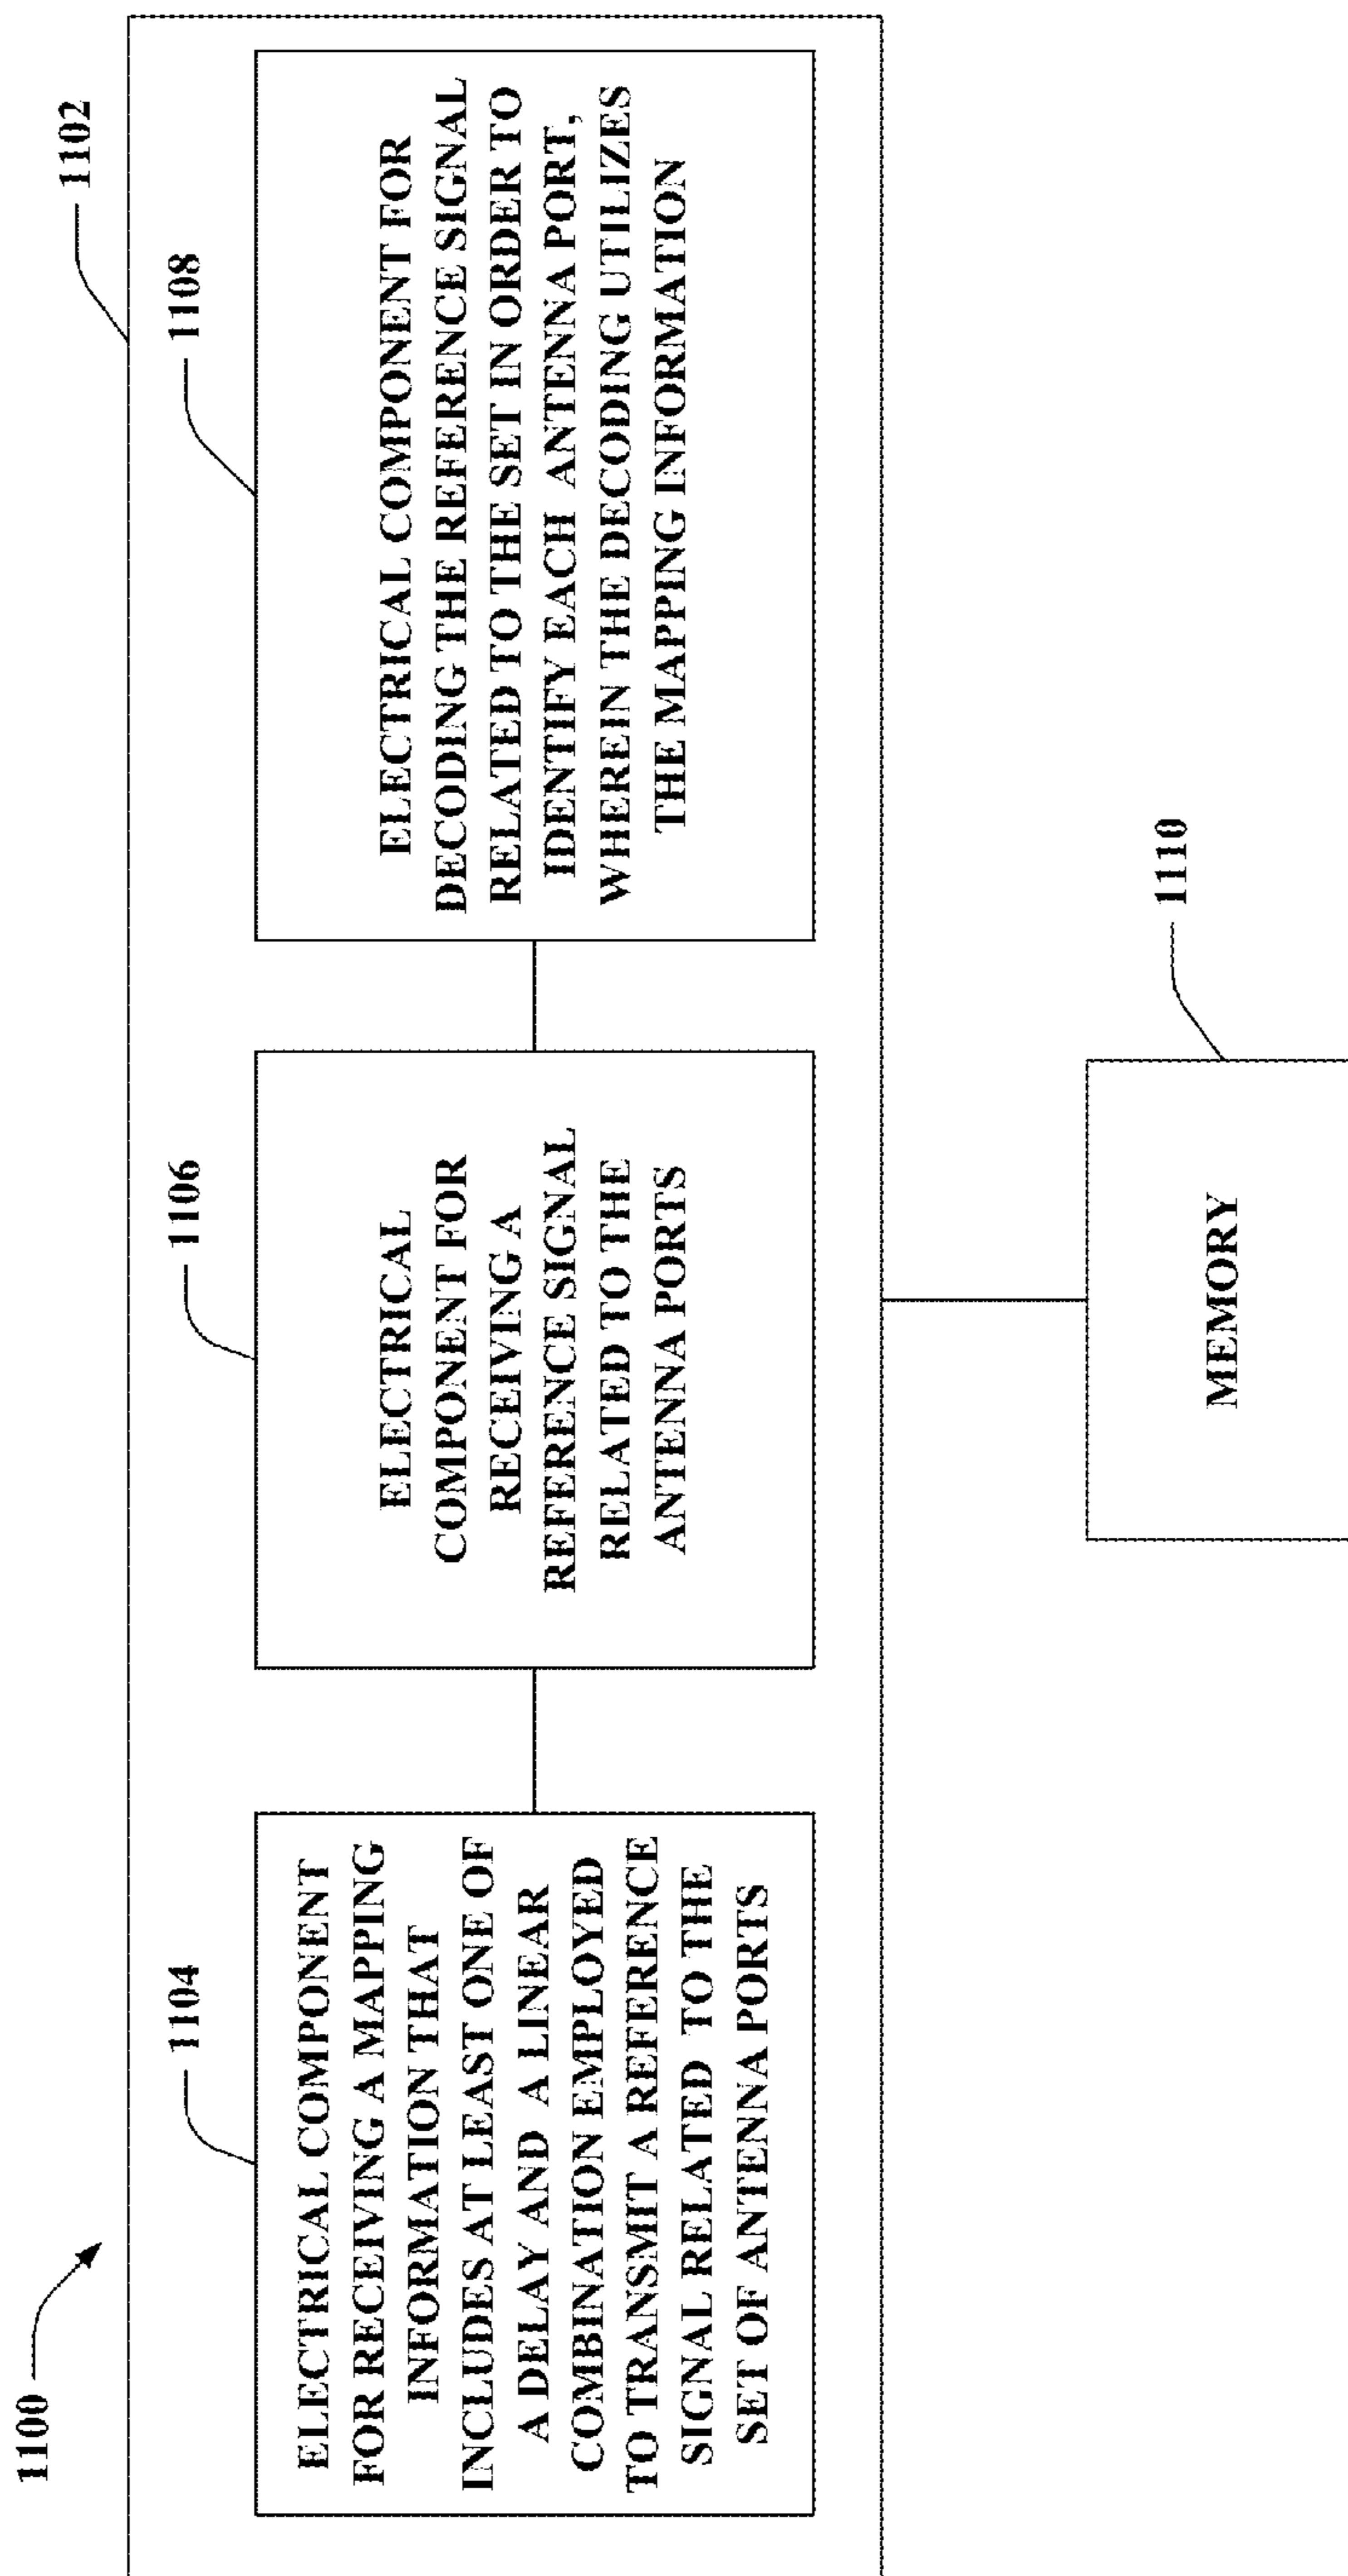 1100
1102
1104
ELECTRICAL COMPONENT
FOR RECEIVING A MAPPING
INFORMATION THAT
INCLUDES AT LEAST ONE OF
A DELAY AND A LINEAR
COMBINATION EMPLOYED
TO TRANSMIT A REFERENCE
SIGNAL RELATED TO THE
SET OF ANTENNA PORTS
1106
ELECTRICAL
COMPONENT FOR
RECEIVING A
REFERENCE SIGNAL
RELATED TO THE
ANTENNA PORTS
1108
ELECTRICAL COMPONENT FOR
DECODING THE REFERENCE SIGNAL
RELATED TO THE SET IN ORDER TO
IDENTIFY EACH ANTENNA PORT,
WHEREIN THE DECODING UTILIZES
THE MAPPING INFORMATION
1110
MEMORY